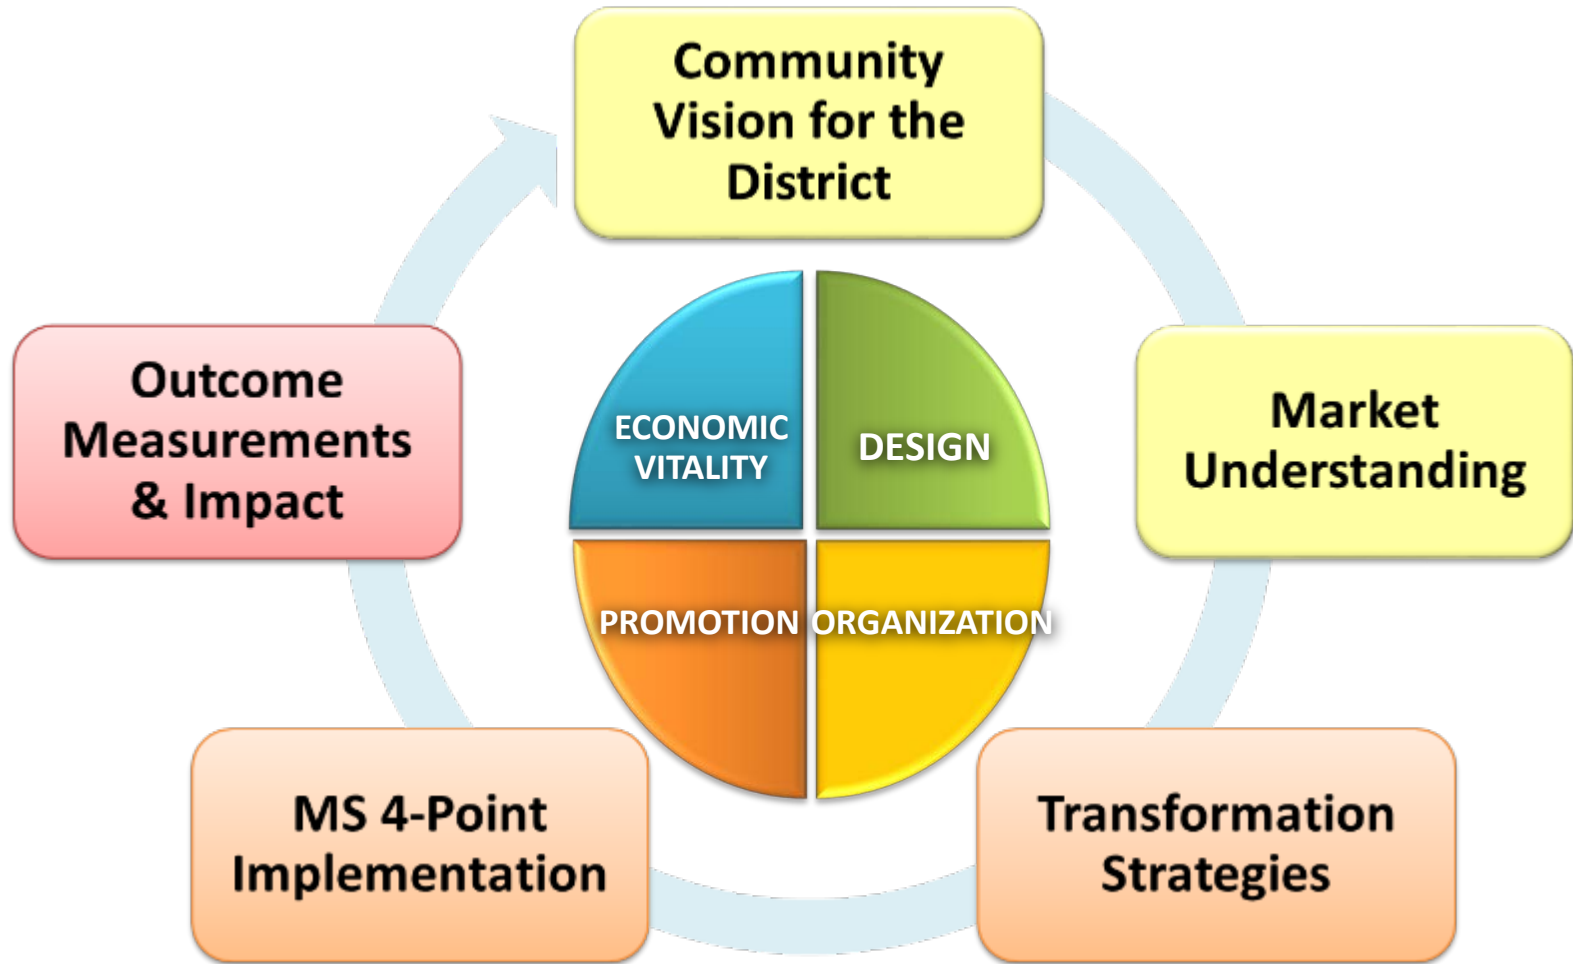 Community
Vision for the
District
Market
Understanding
Transformation
Strategies
MS 4-Point
Implementation
Outcome
Measurements
& Impact
ECONOMIC
VITALITY
DESIGN
PROMOTION
ORGANIZATION